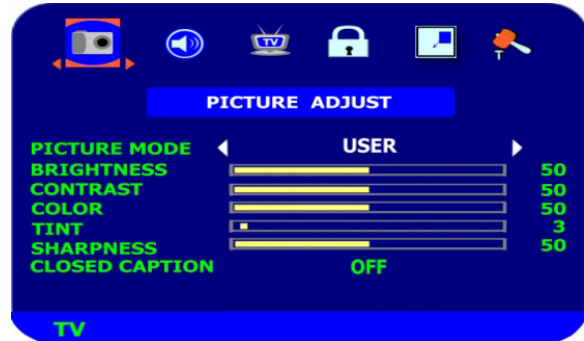 TV
PICTURE ADJUST
PICTURE MODE USER
BRIGHTNESS 50
CONTRAST 50
COLOR 50
TINT 3
SHARPNESS 50
CLOSED CAPTION OFF
TV